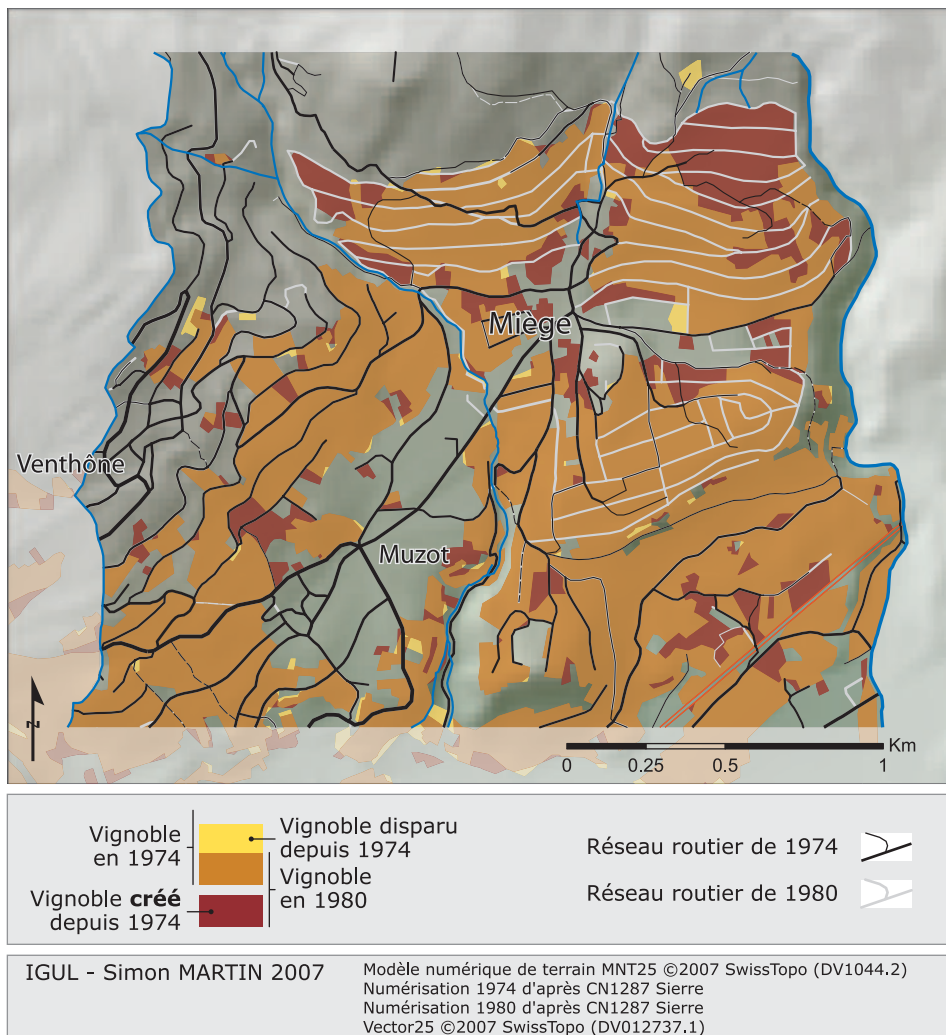 Miège
Venthône
Muzot
N
Km
0 0.25 0.5 1
Vignoble
en 1974
Vignoble disparu
depuis 1974
Vignoble
en 1980
Vignoble créé
depuis 1974
Réseau routier de 1974
Réseau routier de 1980
IGUL - Simon MARTIN 2007
Modèle numérique de terrain MNT25 ©2007 SwissTopo (DV1044.2)
Numérisation 1974 d'après CN1287 Sierre
Numérisation 1980 d'après CN1287 Sierre
Vector25 ©2007 SwissTopo (DV012737.1)